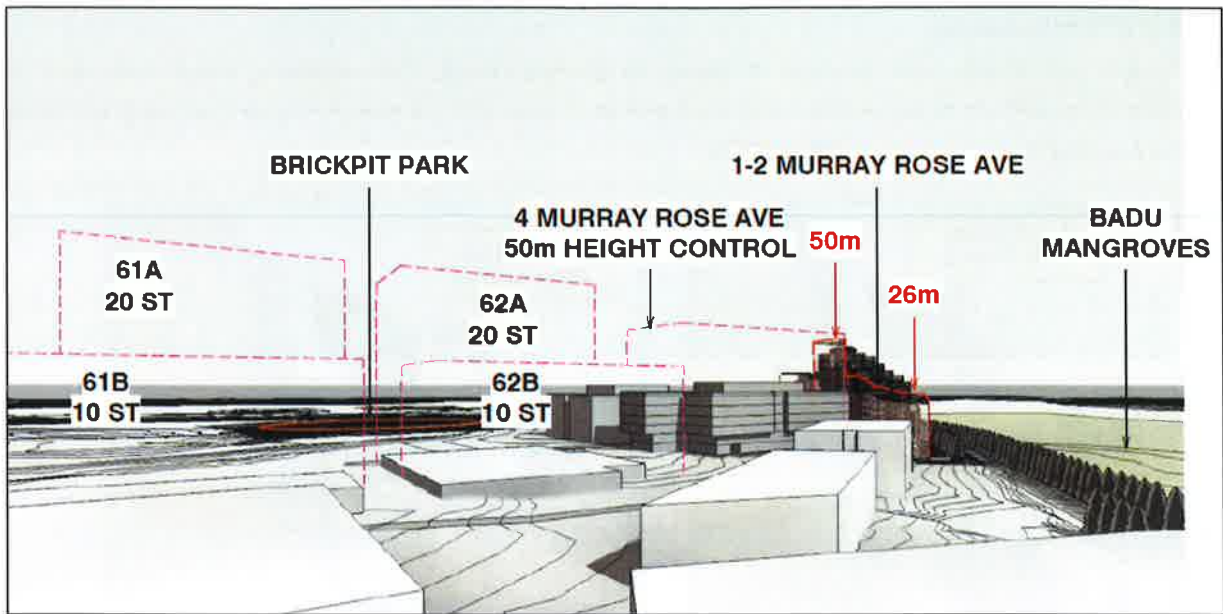 BRICKPIT PARK
1-2 MURRAY ROSE AVE
4 MURRAY ROSE AVE
50m HEIGHT CONTROL
50m
BADU
MANGROVES
26m
61A
20 ST
62A
20 ST
61B
10 ST
62B
10 ST